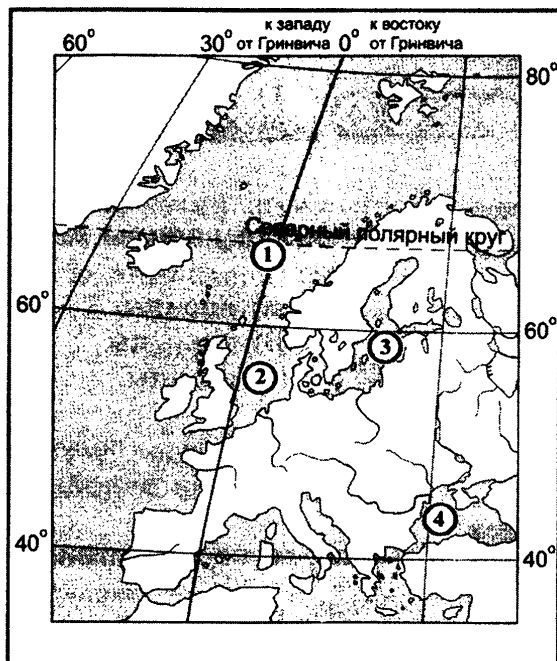 к западу к востоку
60° 30° от Гринвича 0° от Гринвича
80°
Северный полярный круг
1
60° 60°
3
2
4
40° 40°